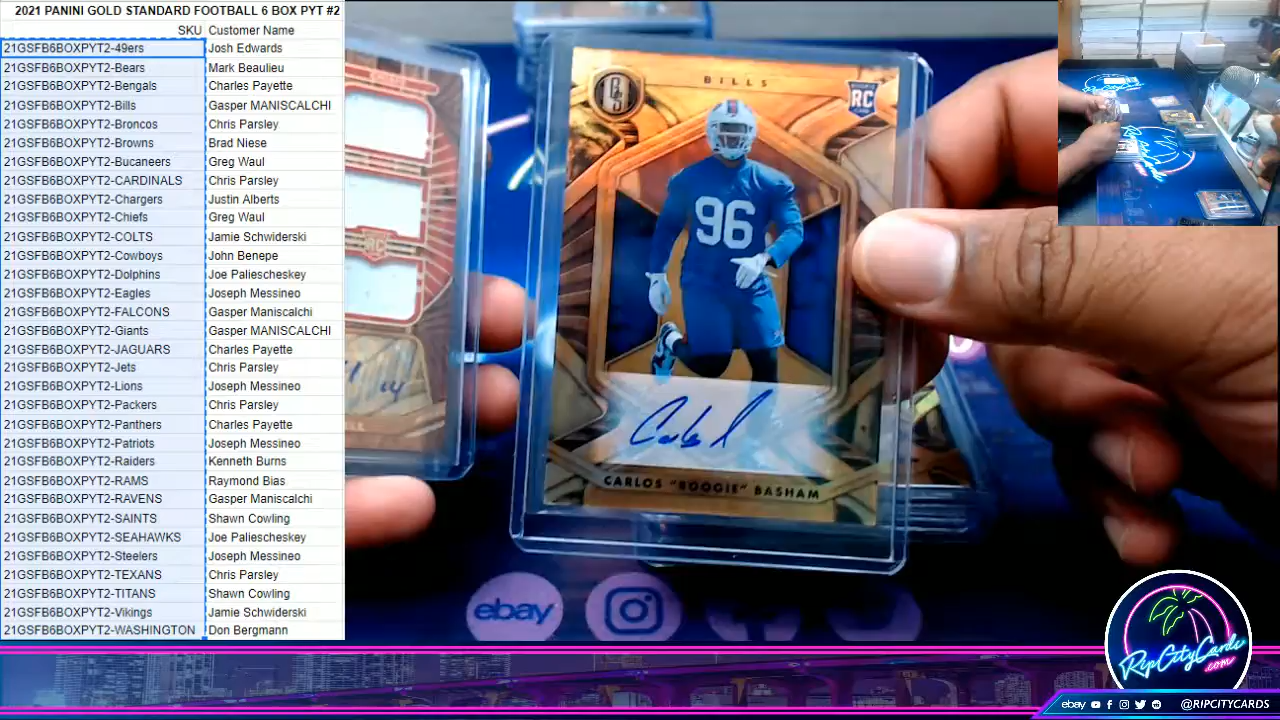 2021 PANINI GOLD STANDARD FOOTBALL 6 BOX PYT #2
SKU Customer Name
21GSFB6BOXPYT2-49ers Josh Edwards
21GSFB6BOXPYT2-Bears Mark Beaulieu
21GSFB6BOXPYT2-Bengals Charles Payette
21GSFB6BOXPYT2-Bills Gasper MANISCALCHI
21GSFB6BOXPYT2-Broncos Chris Parsley
21GSFB6BOXPYT2-Browns Brad Niese
21GSFB6BOXPYT2-Bucaneers Greg Waul
21GSFB6BOXPYT2-CARDINALS Chris Parsley
21GSFB6BOXPYT2-Chargers Justin Alberts
21GSFB6BOXPYT2-Chiefs Greg Waul
21GSFB6BOXPYT2-COLTS Jamie Schwiderski
21GSFB6BOXPYT2-Cowboys John Benepe
21GSFB6BOXPYT2-Dolphins Joe Paliescheskey
21GSFB6BOXPYT2-Eagles Joseph Messineo
21GSFB6BOXPYT2-FALCONS Gasper Maniscalchi
21GSFB6BOXPYT2-Giants Gasper MANISCALCHI
21GSFB6BOXPYT2-JAGUARS Charles Payette
21GSFB6BOXPYT2-Jets Chris Parsley
21GSFB6BOXPYT2-Lions Joseph Messineo
21GSFB6BOXPYT2-Packers Chris Parsley
21GSFB6BOXPYT2-Panthers Charles Payette
21GSFB6BOXPYT2-Patriots Joseph Messineo
21GSFB6BOXPYT2-Raiders Kenneth Burns
21GSFB6BOXPYT2-RAMS Raymond Bias
21GSFB6BOXPYT2-RAVENS Gasper Maniscalchi
21GSFB6BOXPYT2-SAINTS Shawn Cowling
21GSFB6BOXPYT2-SEAHAWKS Joe Paliescheskey
21GSFB6BOXPYT2-Steelers Joseph Messineo
21GSFB6BOXPYT2-TEXANS Chris Parsley
21GSFB6BOXPYT2-TITANS Shawn Cowling
21GSFB6BOXPYT2-Vikings Jamie Schwiderski
21GSFB6BOXPYT2-WASHINGTON Don Bergmann
BILLS
GS
RC
96
CARLOS "BOOGIE" BASHAM
RC
ebay
RipCityCards
.com
ebay @RIPCITYCARDS